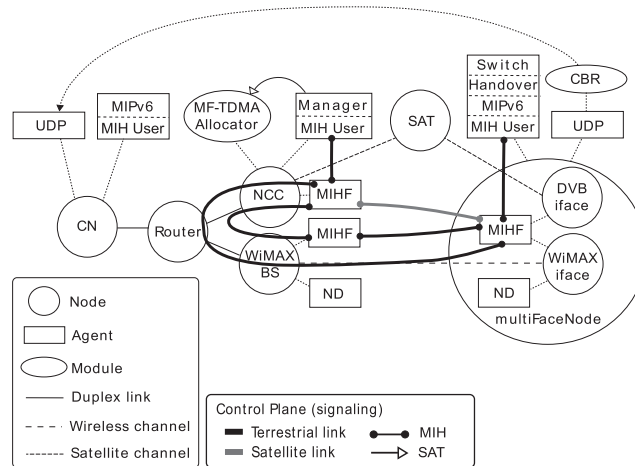 Switch
Handover
MIPv6
MIH User
CBR
UDP
MF-TDMA
Allocator
Manager
MIH User
SAT
MIPv6
MIH User
UDP
CN
Router
NCC
MIHF
MIHF
WiMAX
BS
ND
DVB
iface
MIHF
WiMAX
iface
ND
multiFaceNode
Node
Agent
Module
Duplex link
Wireless channel
Satellite channel
Control Plane (signaling)
Terrestrial link
MIH
Satellite link
SAT